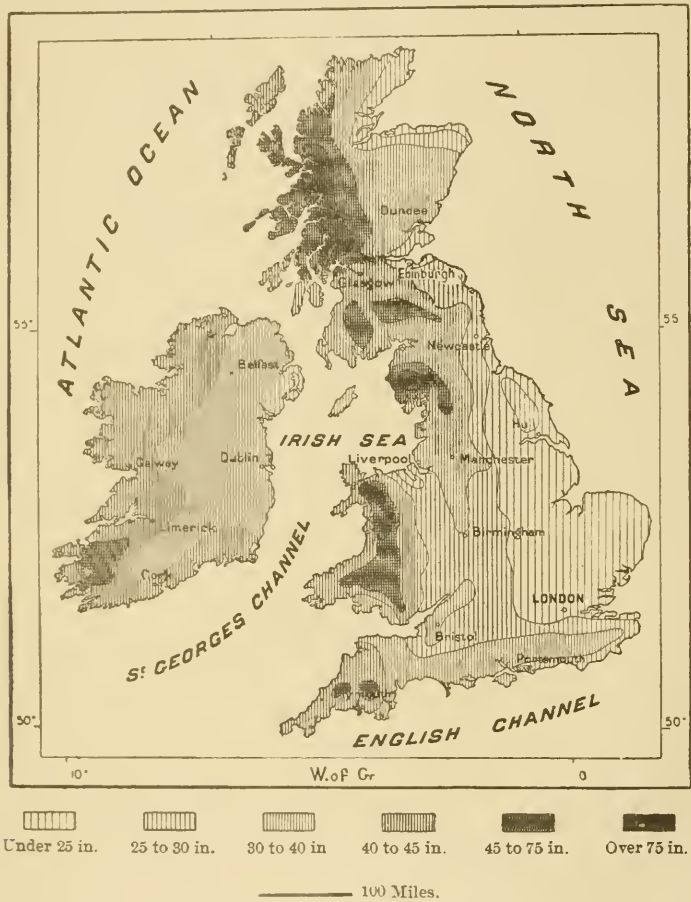 ATLANTIC OCEAN
NORTH SEA
Dundee
Glasgow
Edinburgh
55°
55
Newcastle
Belfast
Hu
IRISH SEA
Liverpool
Galway
Dublin
Manchester
Limerick
Birmingham
Cork
LONDON
Bristol
ST GEORGES CHANNEL
Portsmouth
Plymouth
50°
50°
ENGLISH CHANNEL
10°
W. of Gr
0
Under 25 in.
25 to 30 in.
30 to 40 in
40 to 45 in.
45 to 75 in.
Over 75 in.
100 Miles.